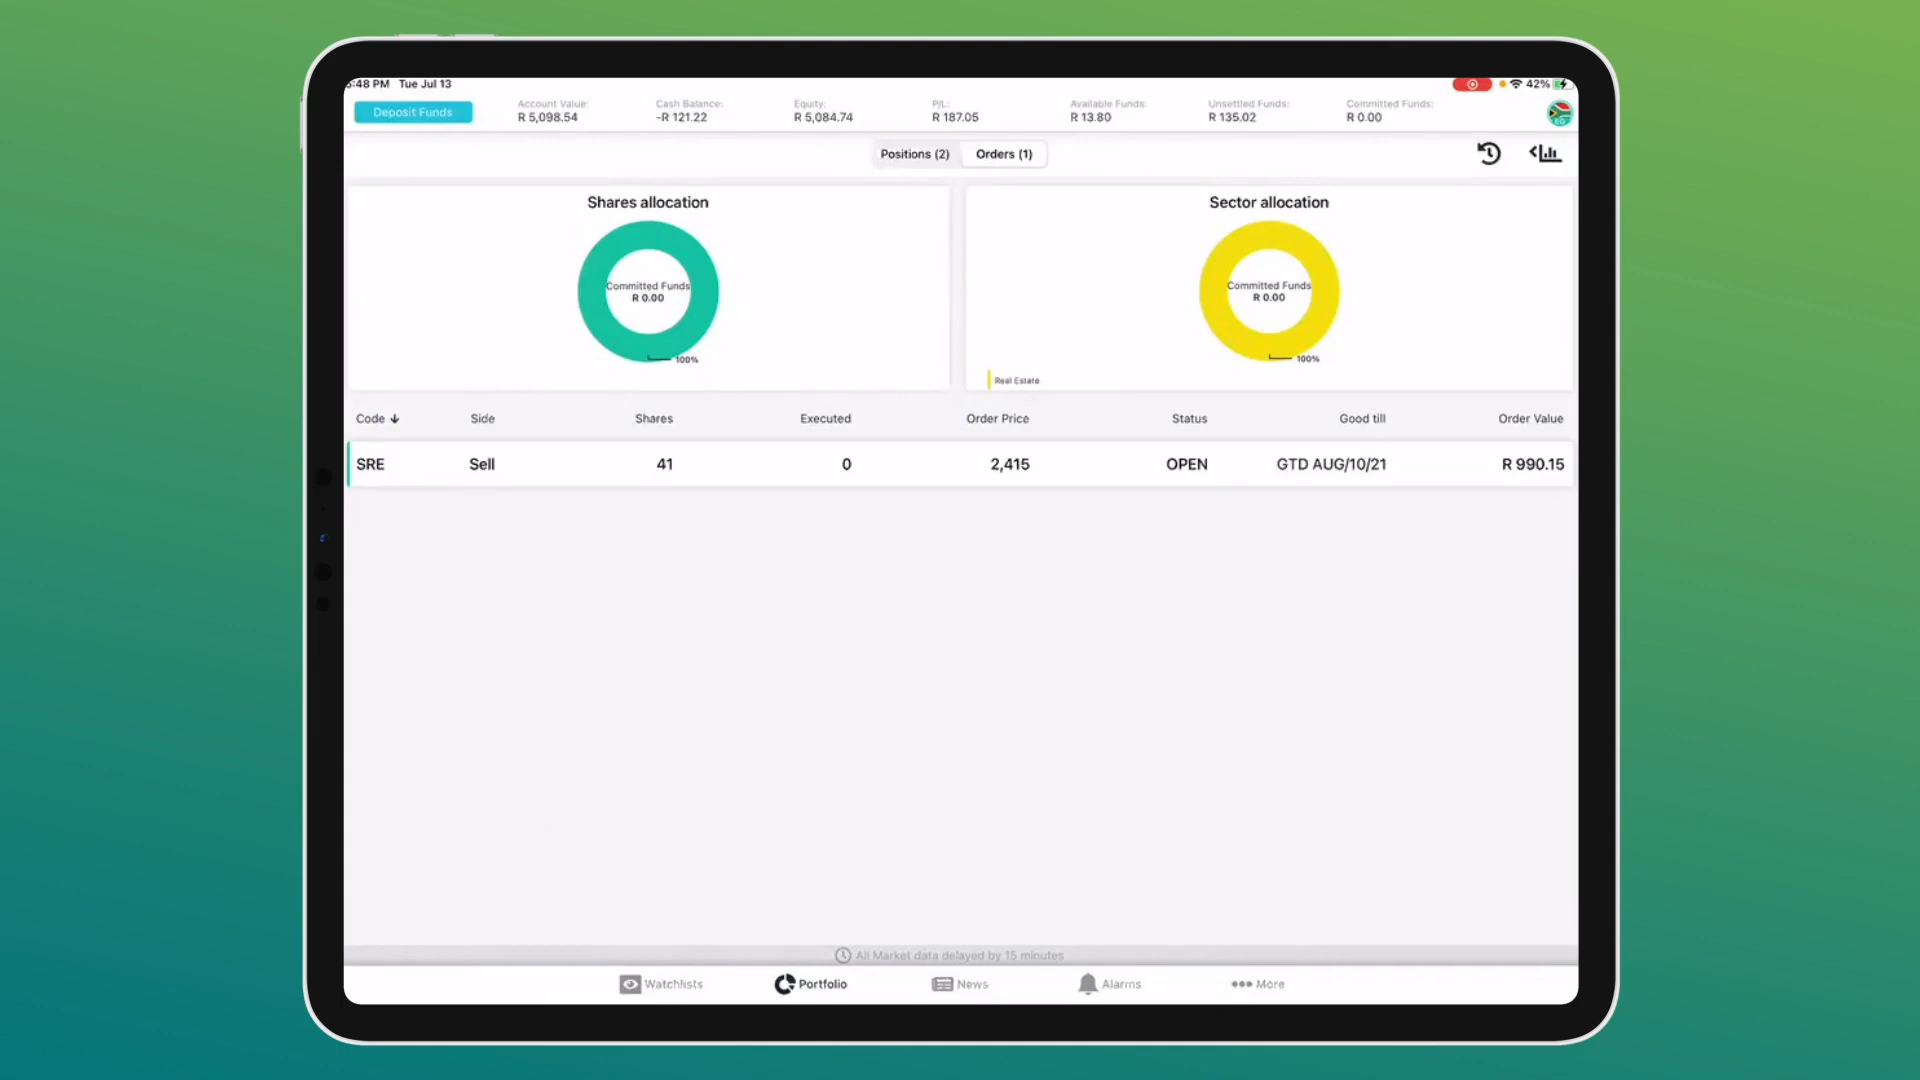 :48 PM Tue Jul 13 42%
Deposit Funds
Account Value: Cash Balance: Equity: P/L: Available Funds: Unsettled Funds: Committed Funds:
R 5,098.54 -R 121.22 R 5,084.74 R 187.05 R 13.80 R 135.02 R 0.00
EQ
Positions (2) Orders (1)
Shares allocation
Committed Funds
R 0.00
100%
Sector allocation
Committed Funds
R 0.00
100%
Real Estate
Code Side Shares Executed Order Price Status Good till Order Value
SRE Sell 41 0 2,415 OPEN GTD AUG/10/21 R 990.15
All Market data delayed by 15 minutes
Watchlists Portfolio News Alarms More